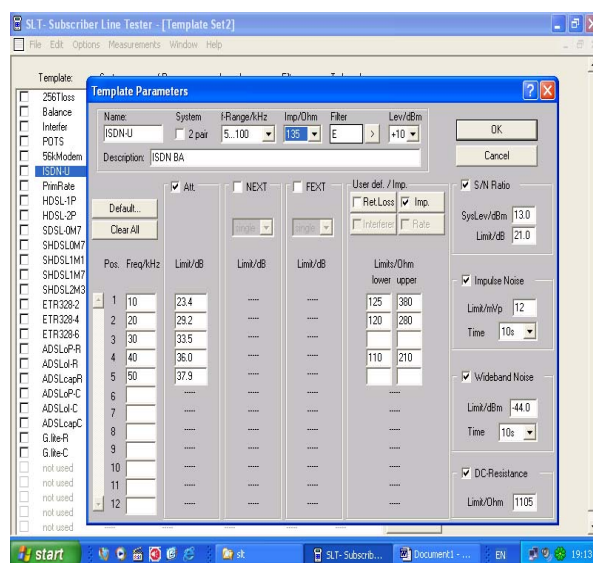 SLT- Subscriber Line Tester - [Template Set2]
File Edit Options Measurements Window Help
Template:
256Tloss
Balance
Interfer
POTS
56kModem
ISDN-U
PrimRate
HDSL-1P
HDSL-2P
SDSL-0M7
SHDSL0M7
SHDSL1M1
SHDSL1M7
SHDSL2M3
ETR328-2
ETR328-4
ETR328-6
ADSLoP-R
ADSLoI-R
ADSLcapR
ADSLoP-C
ADSLoI-C
ADSLcapC
G.lite-R
G.lite-C
not used
not used
not used
not used
Template Parameters
Name: System f-Range/kHz Imp/Ohm Filter Lev/dBm
ISDN-U 2 pair 5...100 135 E > +10
Description: ISDN BA
OK
Cancel
Default...
Clear All
Att. NEXT FEXT User def. / Imp.
Ret.Loss Imp.
single single Interferer Rate
Pos. Freq/kHz Limit/dB Limit/dB Limit/dB Limits/Ohm
lower upper
1 10 23.4 ----- ----- 125 380
2 20 29.2 ----- ----- 120 280
3 30 33.5 ----- -----
4 40 36.0 ----- ----- 110 210
5 50 37.9 ----- -----
6 ----- ----- ----- -----
7 ----- ----- ----- -----
8 ----- ----- ----- -----
9 ----- ----- ----- -----
10 ----- ----- ----- -----
11 ----- ----- ----- -----
12 ----- ----- ----- -----
S/N Ratio
SysLev/dBm 13.0
Limit/dB 21.0
Impulse Noise
Limit/mVp 12
Time 10s
Wideband Noise
Limit/dBm -44.0
Time 10s
DC-Resistance
Limit/Ohm 1105
start slt SLT- Subscrib... Document1 - ... EN 19:13